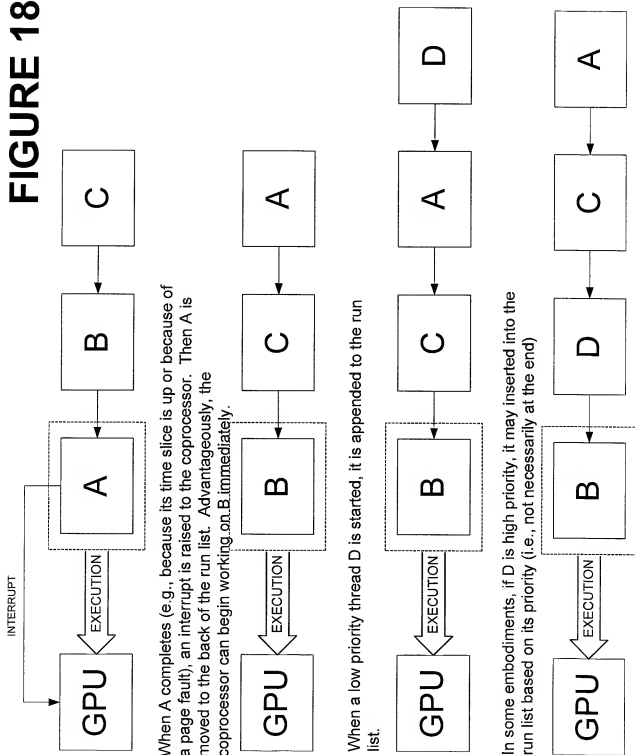 FIGURE 18
INTERRUPT
GPU
EXECUTION
A
B
C
When A completes (e.g., because its time slice is up or because of
a page fault), an interrupt is raised to the coprocessor. Then A is
moved to the back of the run list. Advantageously, the
coprocessor can begin working on B immediately.
GPU
EXECUTION
B
C
A
When a low priority thread D is started, it is appended to the run
list.
GPU
EXECUTION
B
C
A
D
In some embodiments, if D is high priority, it may inserted into the
run list based on its priority (i.e., not necessarily at the end)
GPU
EXECUTION
B
D
C
A